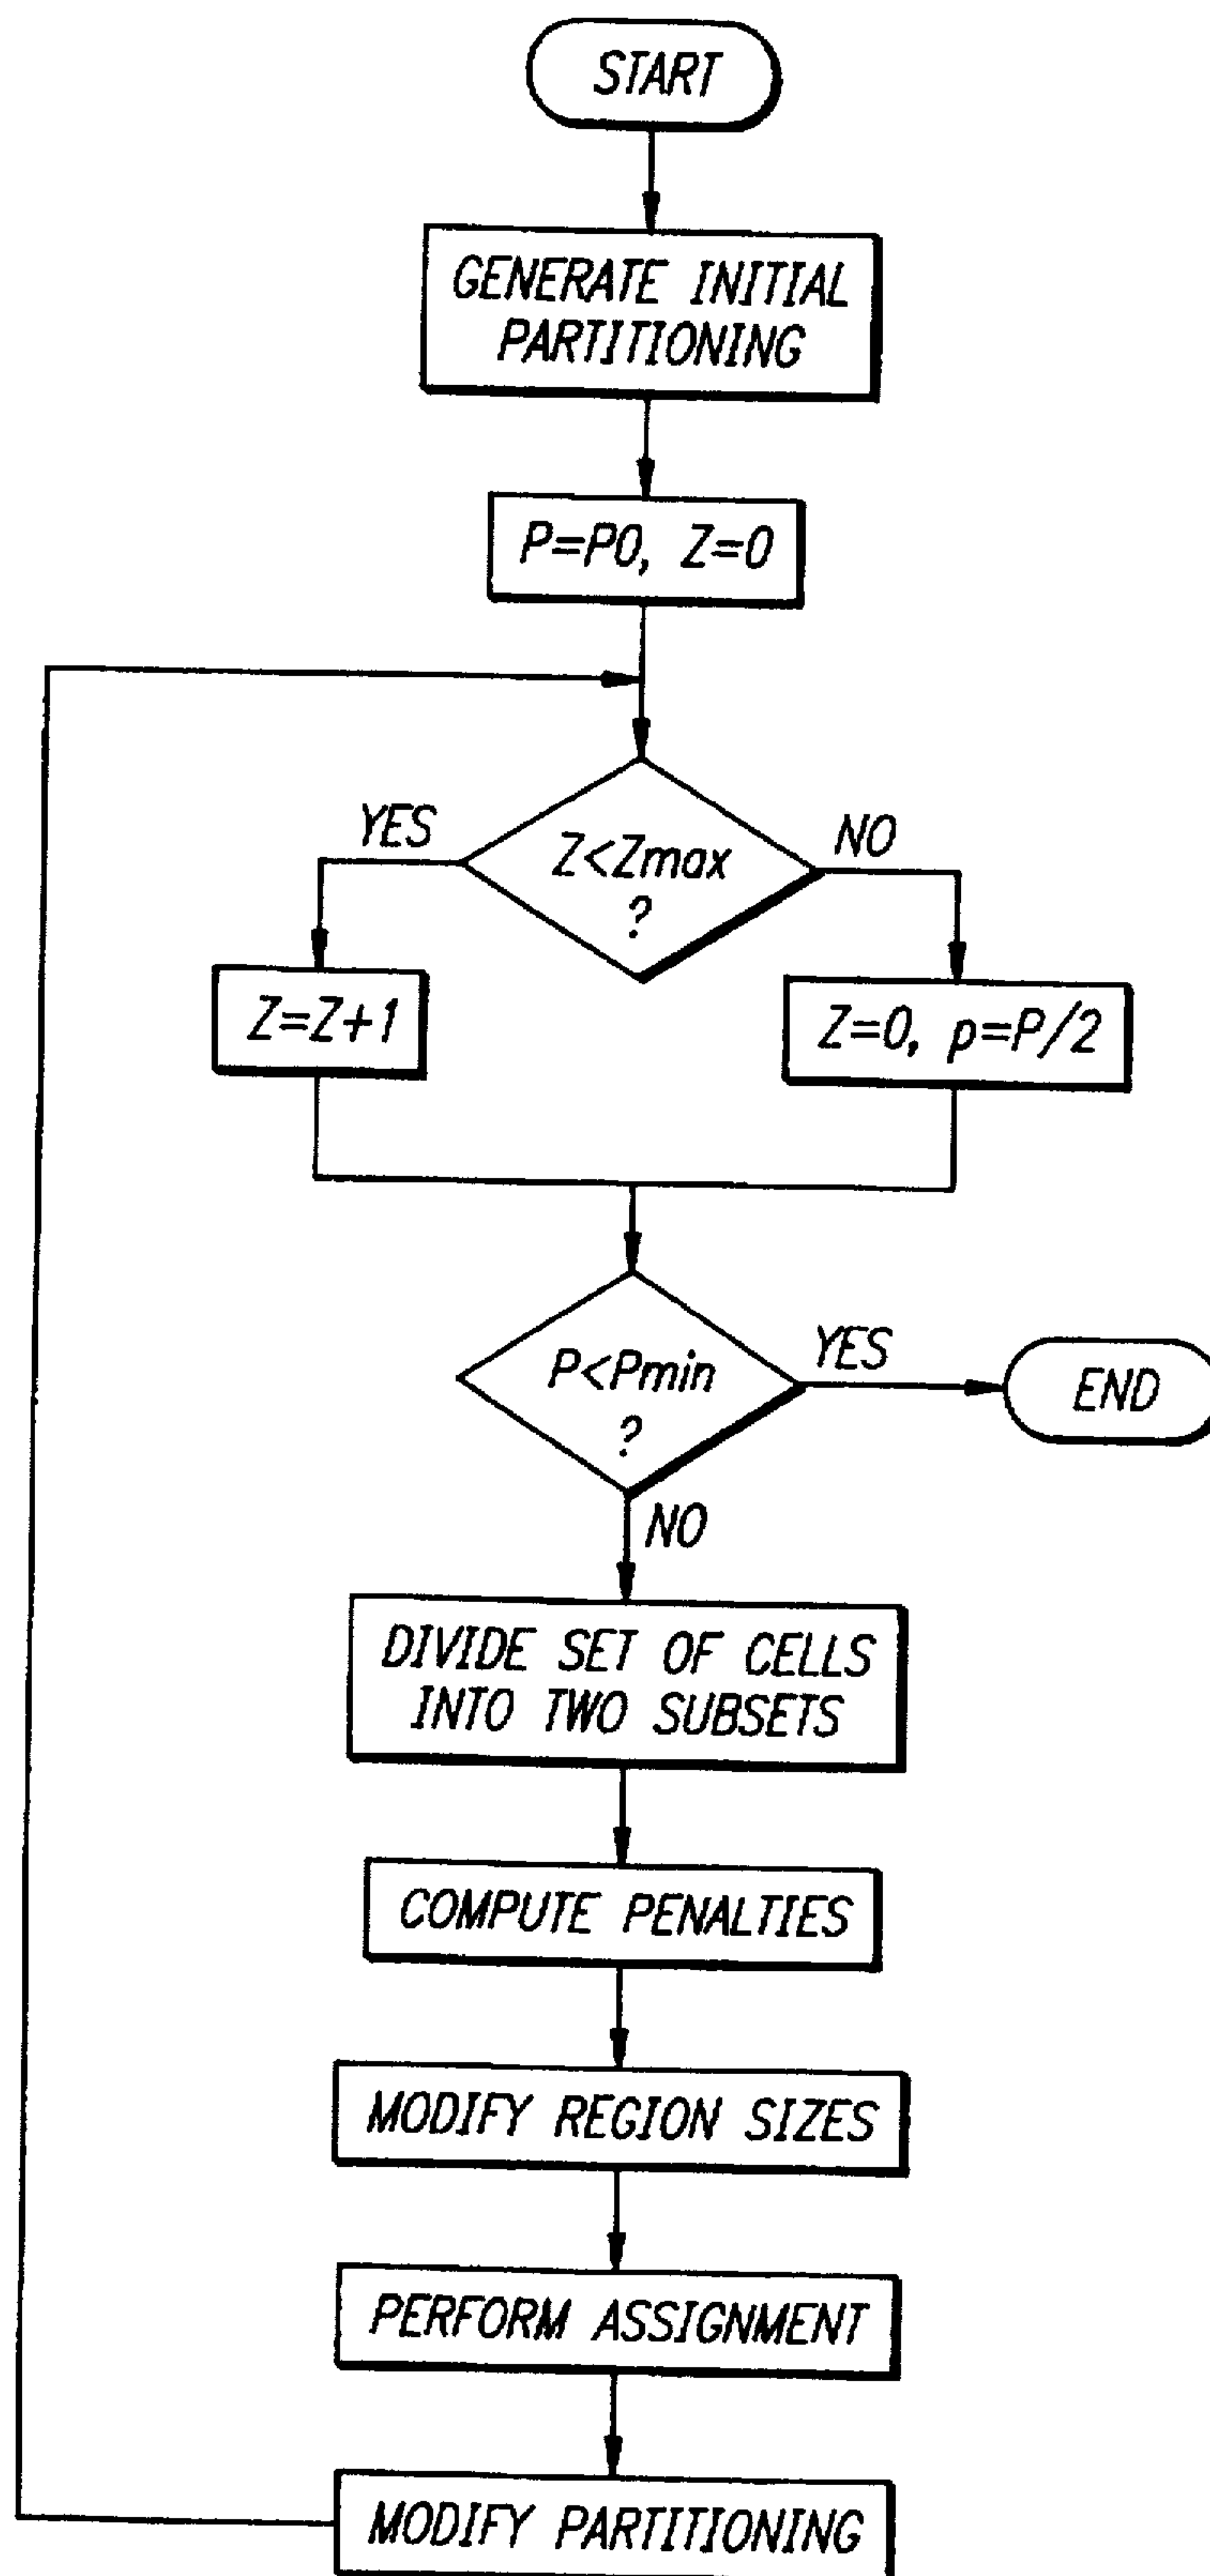 START
GENERATE INITIAL
PARTITIONING
P=P0, Z=0
YES
Z<Zmax
?
NO
Z=Z+1
Z=0, p=P/2
P<Pmin
?
YES
END
NO
DIVIDE SET OF CELLS
INTO TWO SUBSETS
COMPUTE PENALTIES
MODIFY REGION SIZES
PERFORM ASSIGNMENT
MODIFY PARTITIONING